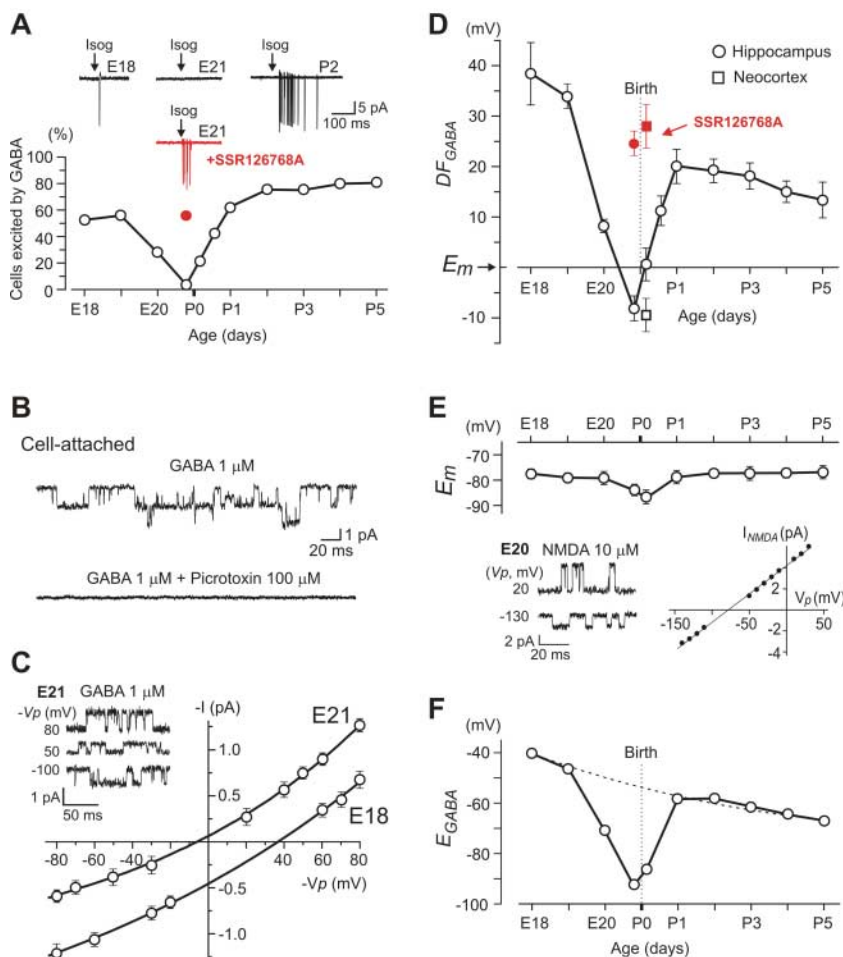 A
Isog
E18
Isog
E21
Isog
P2
5 pA
100 ms
Isog
E21
+SSR126768A
(%)
Cells excited by GABA
100
80
60
40
20
0
E18 E20 P0 P1 P3 P5
Age (days)
B
Cell-attached
GABA 1 μM
1 pA
20 ms
GABA 1 μM + Picrotoxin 100 μM
C
E21 GABA 1 μM
-Vp (mV)
80
50
-100
1 pA
50 ms
-I (pA)
E21
E18
1.0
0.5
-0.5
-1.0
-80 -60 -40 -20 20 40 60 80
-Vp (mV)
D
(mV)
Hippocampus
Neocortex
Birth
SSR126768A
DFGABA
50
40
30
20
10
Em
-10
E18 E20 P1 P3 P5
Age (days)
E
(mV)
E18 E20 P0 P1 P3 P5
Em
-70
-80
-90
E20 NMDA 10 μM
(Vp, mV)
20
-130
2 pA
20 ms
INMDA (pA)
Vp (mV)
2
-150 -50 50
-2
-4
F
(mV)
Birth
EGABA
-40
-60
-80
-100
E18 E20 P0 P1 P3 P5
Age (days)